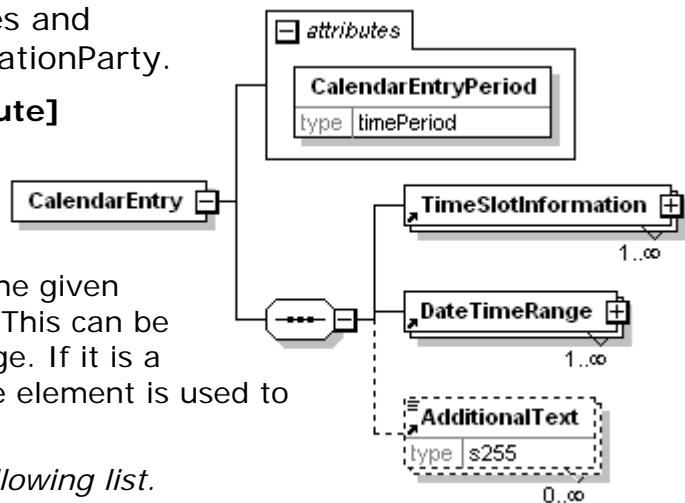 es and
ationParty.
ute]
attributes
CalendarEntryPeriod
type timePeriod
CalendarEntry
TimeSlotInformation
1..∞
ne given
This can be
ge. If it is a
e element is used to
DateTimeRange
1..∞
AdditionalText
type s255
0..∞
llowing list.